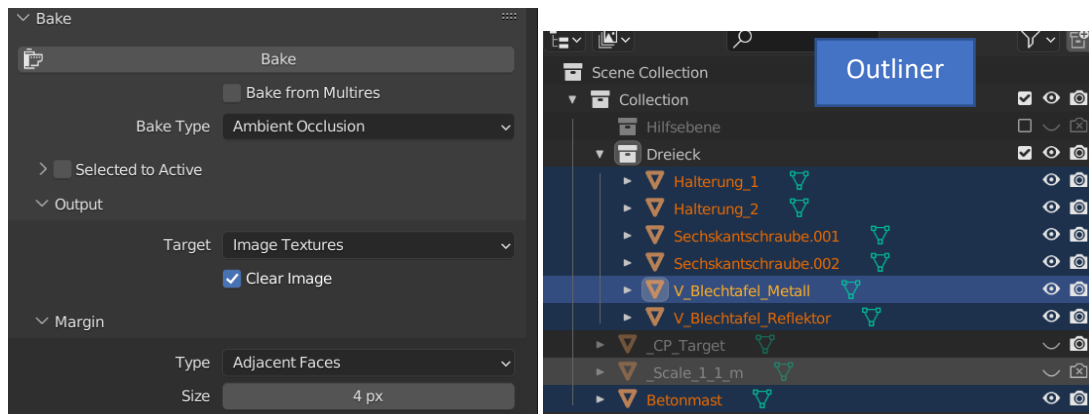 Bake
Bake
Bake from Multires
Bake Type Ambient Occlusion
Selected to Active
Output
Target Image Textures
Clear Image
Margin
Type Adjacent Faces
Size 4 px
Outliner
Scene Collection
Collection
Hilfsebene
Dreieck
Halterung_1
Halterung_2
Sechskantschraube.001
Sechskantschraube.002
V_Blechtafel_Metall
V_Blechtafel_Reflektor
_CP_Target
_Scale_1_1_m
Betonmast